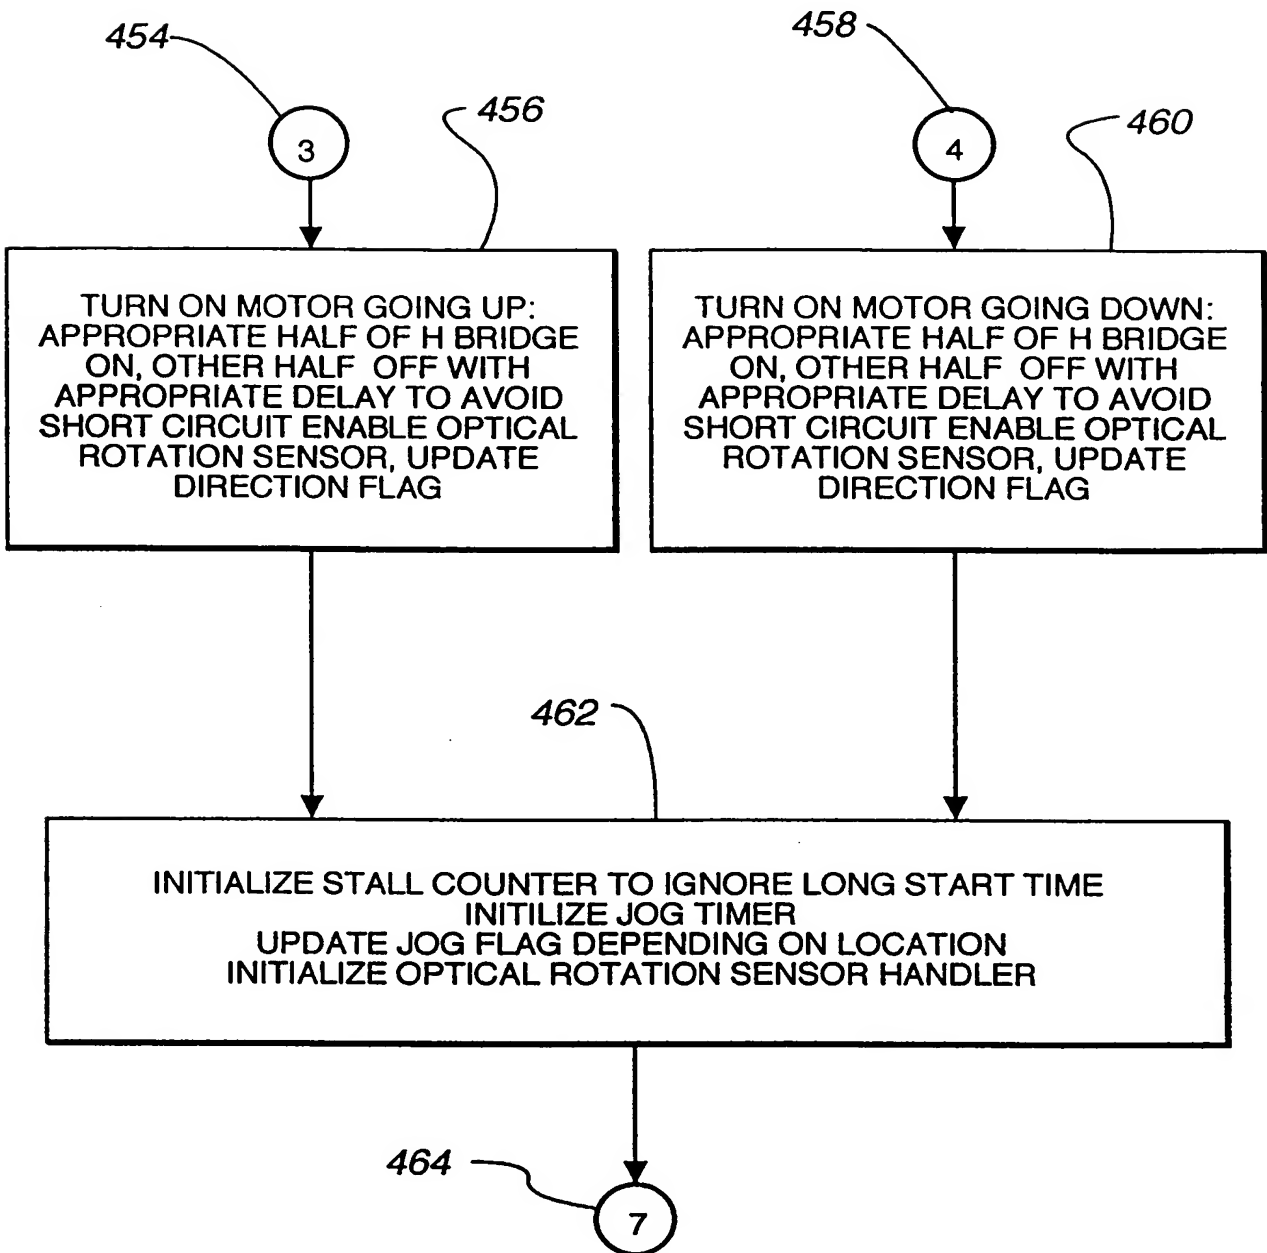 454
458
456
460
3
4
TURN ON MOTOR GOING UP:
APPROPRIATE HALF OF H BRIDGE
ON, OTHER HALF OFF WITH
APPROPRIATE DELAY TO AVOID
SHORT CIRCUIT ENABLE OPTICAL
ROTATION SENSOR, UPDATE
DIRECTION FLAG
TURN ON MOTOR GOING DOWN:
APPROPRIATE HALF OF H BRIDGE
ON, OTHER HALF OFF WITH
APPROPRIATE DELAY TO AVOID
SHORT CIRCUIT ENABLE OPTICAL
ROTATION SENSOR, UPDATE
DIRECTION FLAG
462
INITIALIZE STALL COUNTER TO IGNORE LONG START TIME
INITILIZE JOG TIMER
UPDATE JOG FLAG DEPENDING ON LOCATION
INITIALIZE OPTICAL ROTATION SENSOR HANDLER
464
7